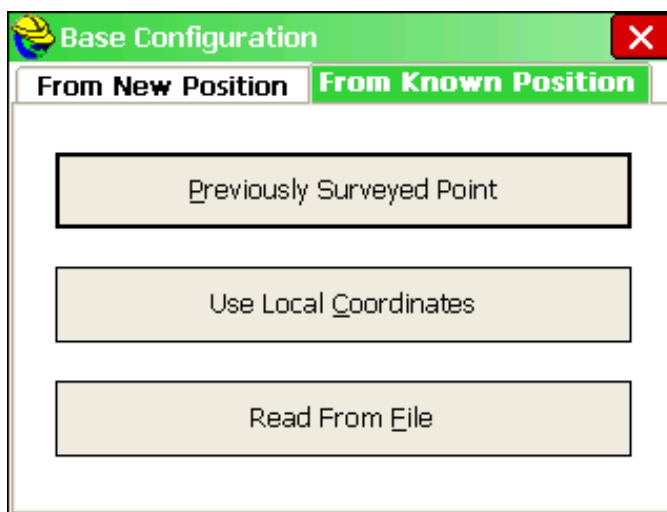 Base Configuration
From New Position From Known Position
Previously Surveyed Point
Use Local Coordinates
Read From File